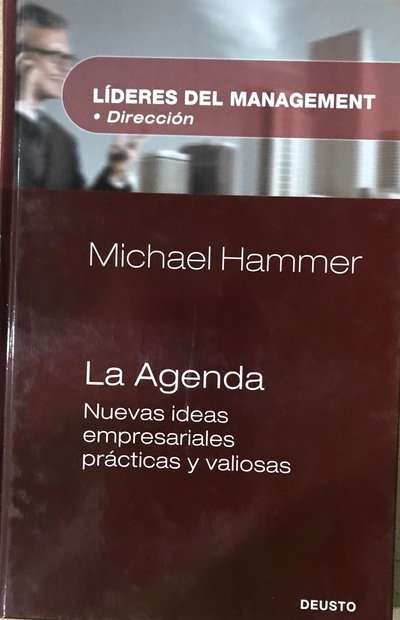 LÍDERES DEL MANAGEMENT
• Dirección
Michael Hammer
La Agenda
Nuevas ideas
empresariales
prácticas y valiosas
DEUSTO